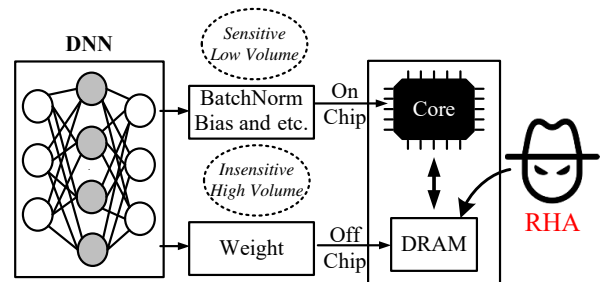 DNN
Sensitive
Low Volume
BatchNorm
Bias and etc.
On
Chip
Core
Insensitive
High Volume
Weight
Off
Chip
DRAM
RHA